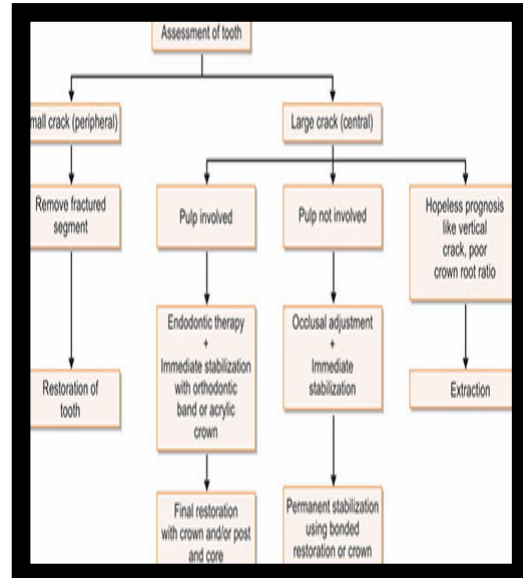 Assessment of tooth
mall crack (peripheral)
Large crack (central)
Remove fractured
segment
Pulp involved
Pulp not involved
Hopeless prognosis
like vertical
crack, poor
crown root ratio
Endodontic therapy
+
Immediate stabilization
with orthodontic
band or acrylic
crown
Occlusal adjustment
+
Immediate
stabilization
Restoration of
tooth
Extraction
Final restoration
with crown and/or post
and core
Permanent stabilization
using bonded
restoration or crown